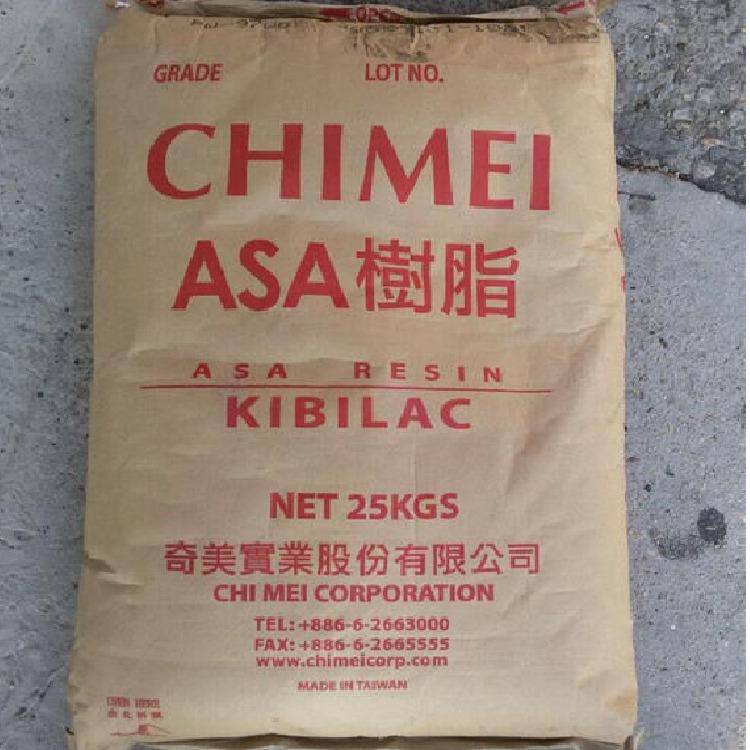 OPEN
GRADE LOT NO.
CHIMEI
ASA樹脂
ASA RESIN
KIBILAC
NET 25KGS
奇美實業股份有限公司
CHI MEI CORPORATION
TEL: +886-6-2663000
FAX: +886-6-2665555
www.chimeicorp.com
MADE IN TAIWAN